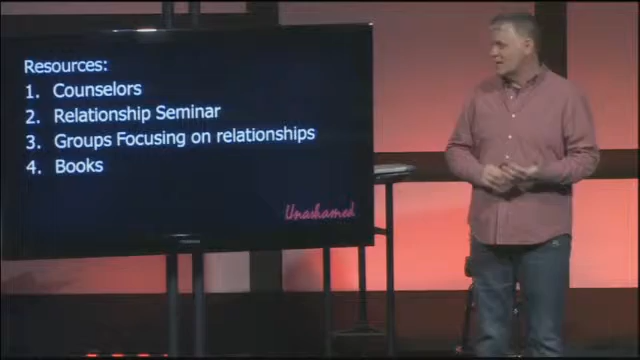 Resources:
1. Counselors
2. Relationship Seminar
3. Groups Focusing on relationships
4. Books
Unashamed